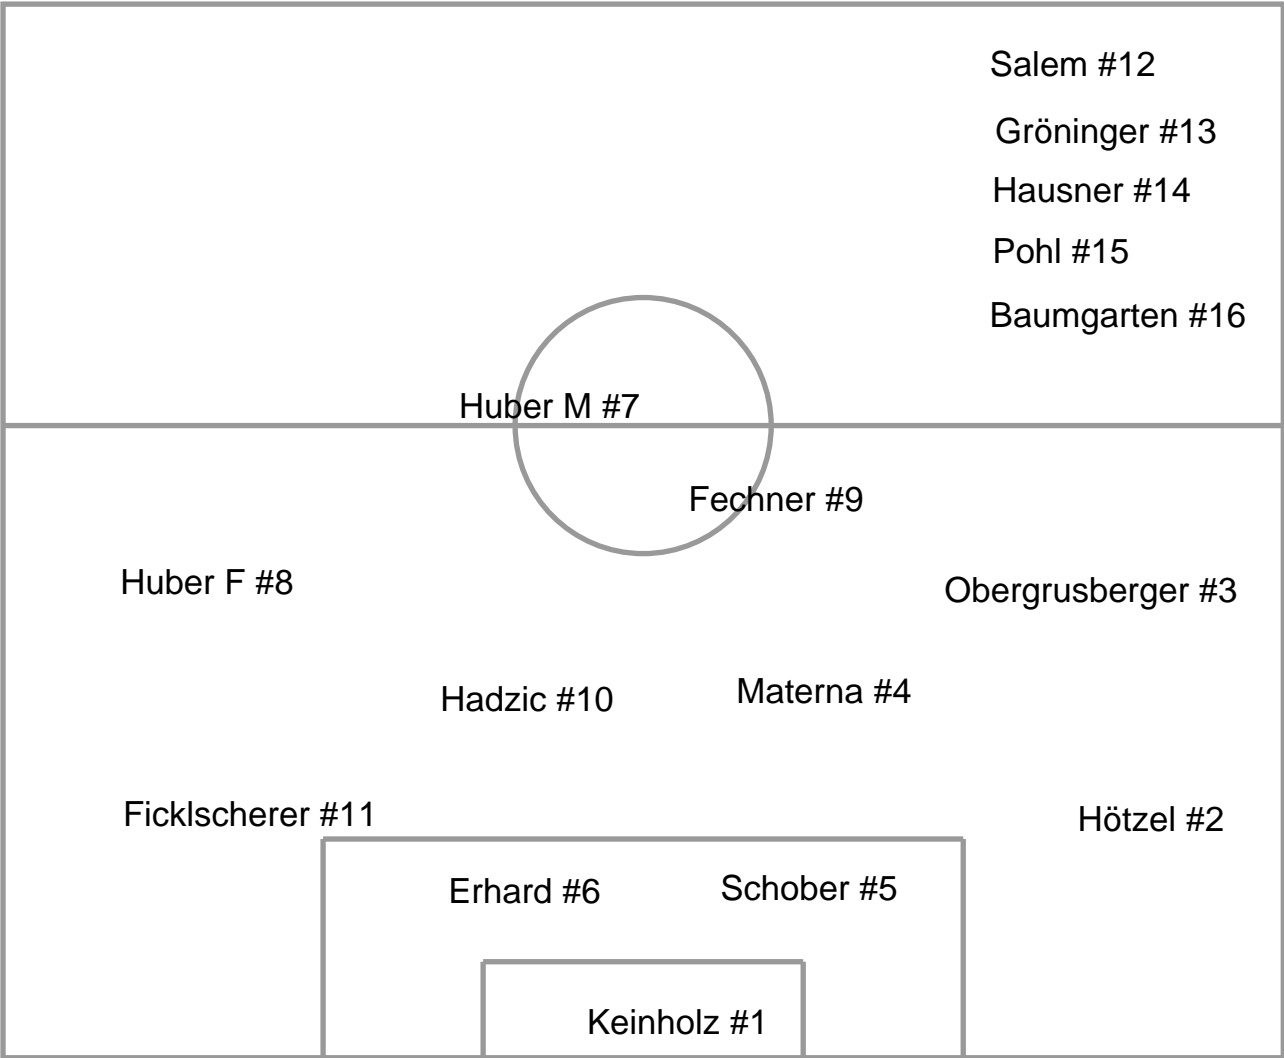 Salem #12
Gröninger #13
Hausner #14
Pohl #15
Baumgarten #16
Huber M #7
Fechner #9
Huber F #8
Obergrusberger #3
Hadzic #10
Materna #4
Ficklscherer #11
Hötzel #2
Erhard #6
Schober #5
Keinholz #1